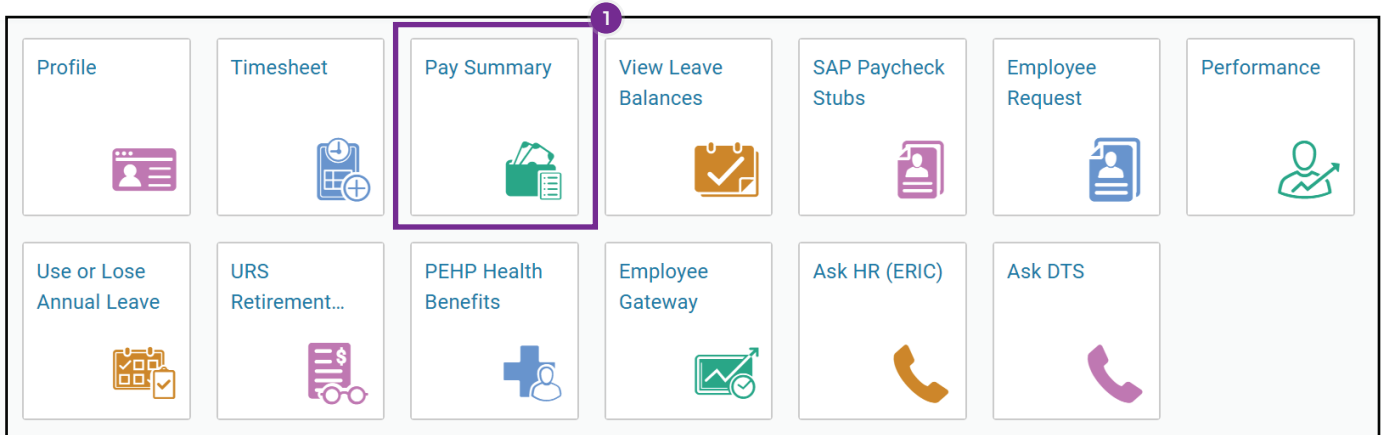 1
Profile
Timesheet
Pay Summary
View Leave
Balances
SAP Paycheck
Stubs
Employee
Request
Performance
Use or Lose
Annual Leave
URS
Retirement...
$
PEHP Health
Benefits
Employee
Gateway
Ask HR (ERIC)
Ask DTS